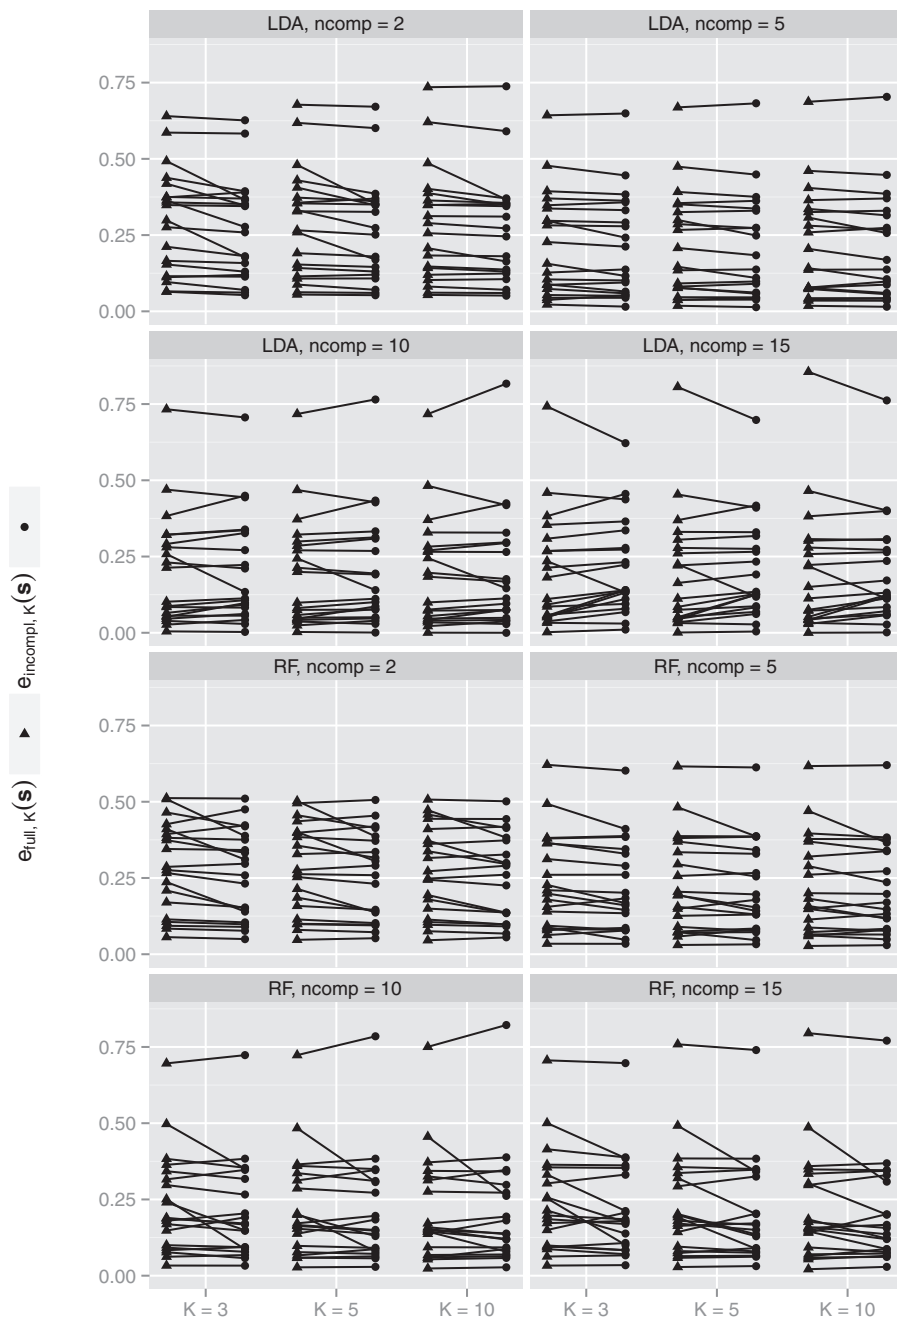 LDA, ncomp = 2
LDA, ncomp = 5
0.75
0.50
0.25
0.00
LDA, ncomp = 10
LDA, ncomp = 15
0.75
0.50
0.25
0.00
RF, ncomp = 2
RF, ncomp = 5
0.75
0.50
0.25
0.00
RF, ncomp = 10
RF, ncomp = 15
0.75
0.50
0.25
0.00
K = 3
K = 5
K = 10
K = 3
K = 5
K = 10
e_full, K(s) ▲ e_incompl, K(s) ●